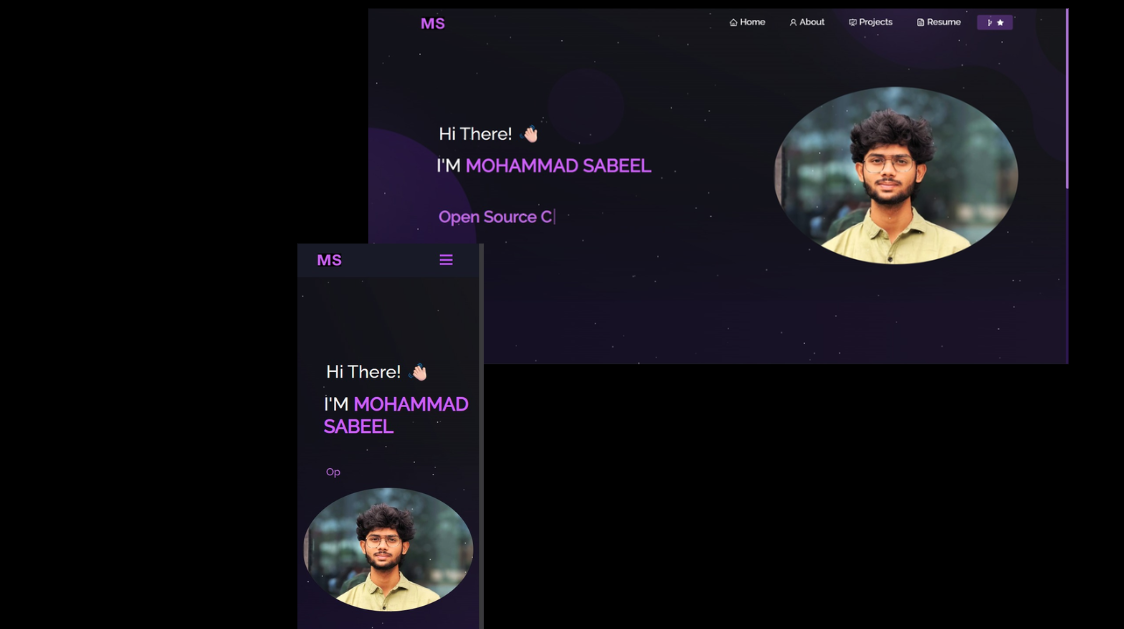 MS
Home About Projects Resume
Hi There!
I'M MOHAMMAD SABEEL
Open Source C
MS
Hi There!
I'M MOHAMMAD
SABEEL
Op